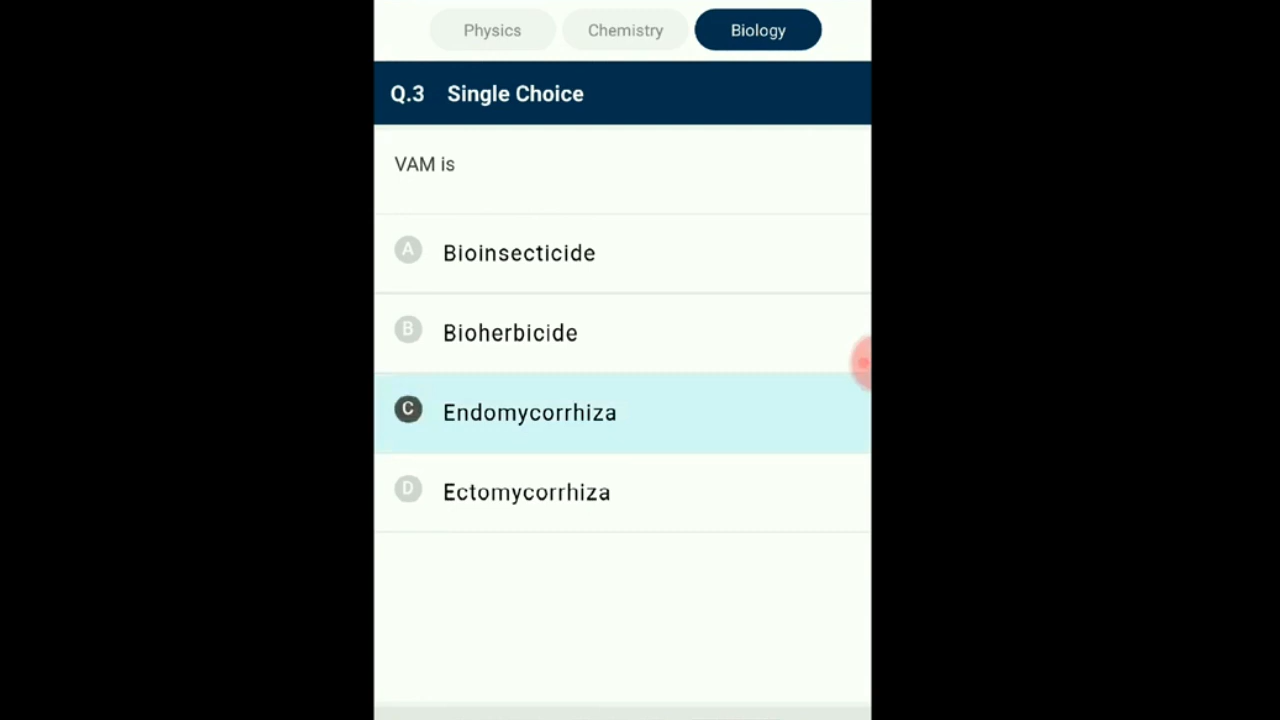 Physics Chemistry Biology
Q.3 Single Choice
VAM is
A Bioinsecticide
B Bioherbicide
C Endomycorrhiza
D Ectomycorrhiza